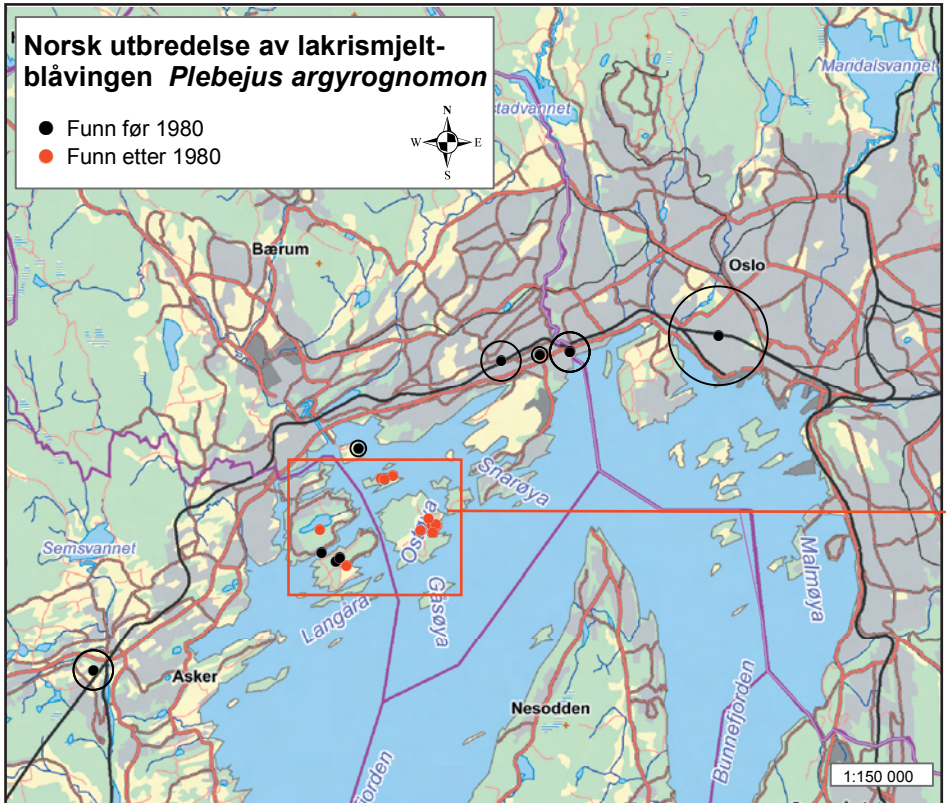 Norsk utbredelse av lakrismjelt-
blåvingen Plebejus argyrognomon
Funn før 1980
Funn etter 1980
N
W
E
S
stadvannet
Maridalsvannet
Bærum
Oslo
Snarøya
Ostøya
Semsvannet
Gåsøya
Langåra
Malmøya
Asker
Nesodden
Bunnefjorden
fjorden
1:150 000